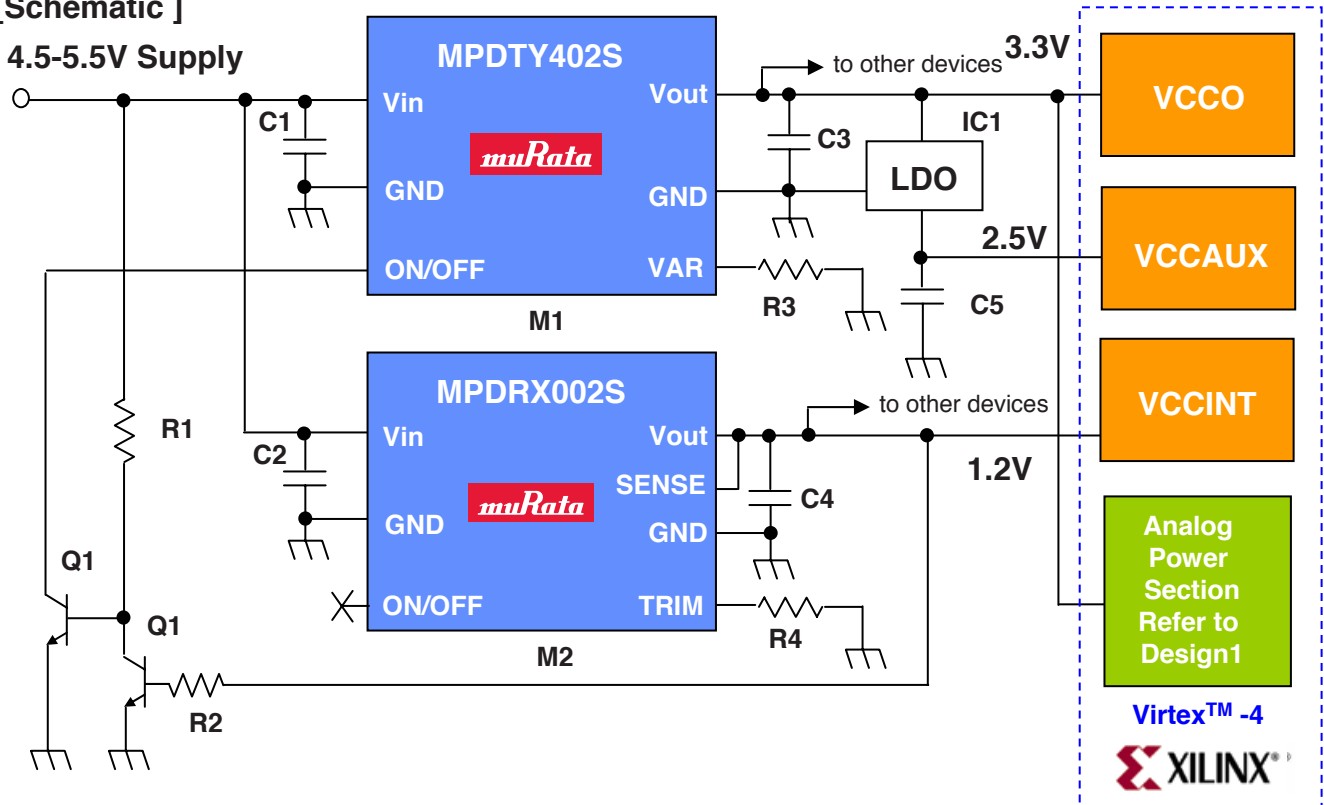 Schematic ]
4.5-5.5V Supply
MPDTY402S
Vin
Vout
muRata
GND
GND
ON/OFF
VAR
M1
C1
C3
to other devices
3.3V
IC1
LDO
2.5V
R3
C5
VCCO
VCCAUX
VCCINT
Analog
Power
Section
Refer to
Design1
Virtex™ -4
XILINX®
R1
C2
MPDRX002S
Vin
Vout
SENSE
muRata
GND
GND
ON/OFF
TRIM
M2
C4
to other devices
1.2V
R4
Q1
Q1
R2